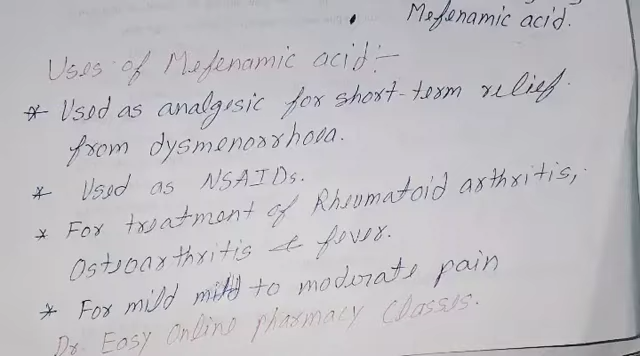 Mefenamic acid.
Uses of Mefenamic acid:-
* Used as analgesic for short-term relief
from dysmenorrhoea.
* Used as NSAIDs.
* For treatment of Rheumatoid arthritis,
Osteoarthritis & fever.
* For mild to moderate pain
Dr. Easy Online pharmacy Classes.